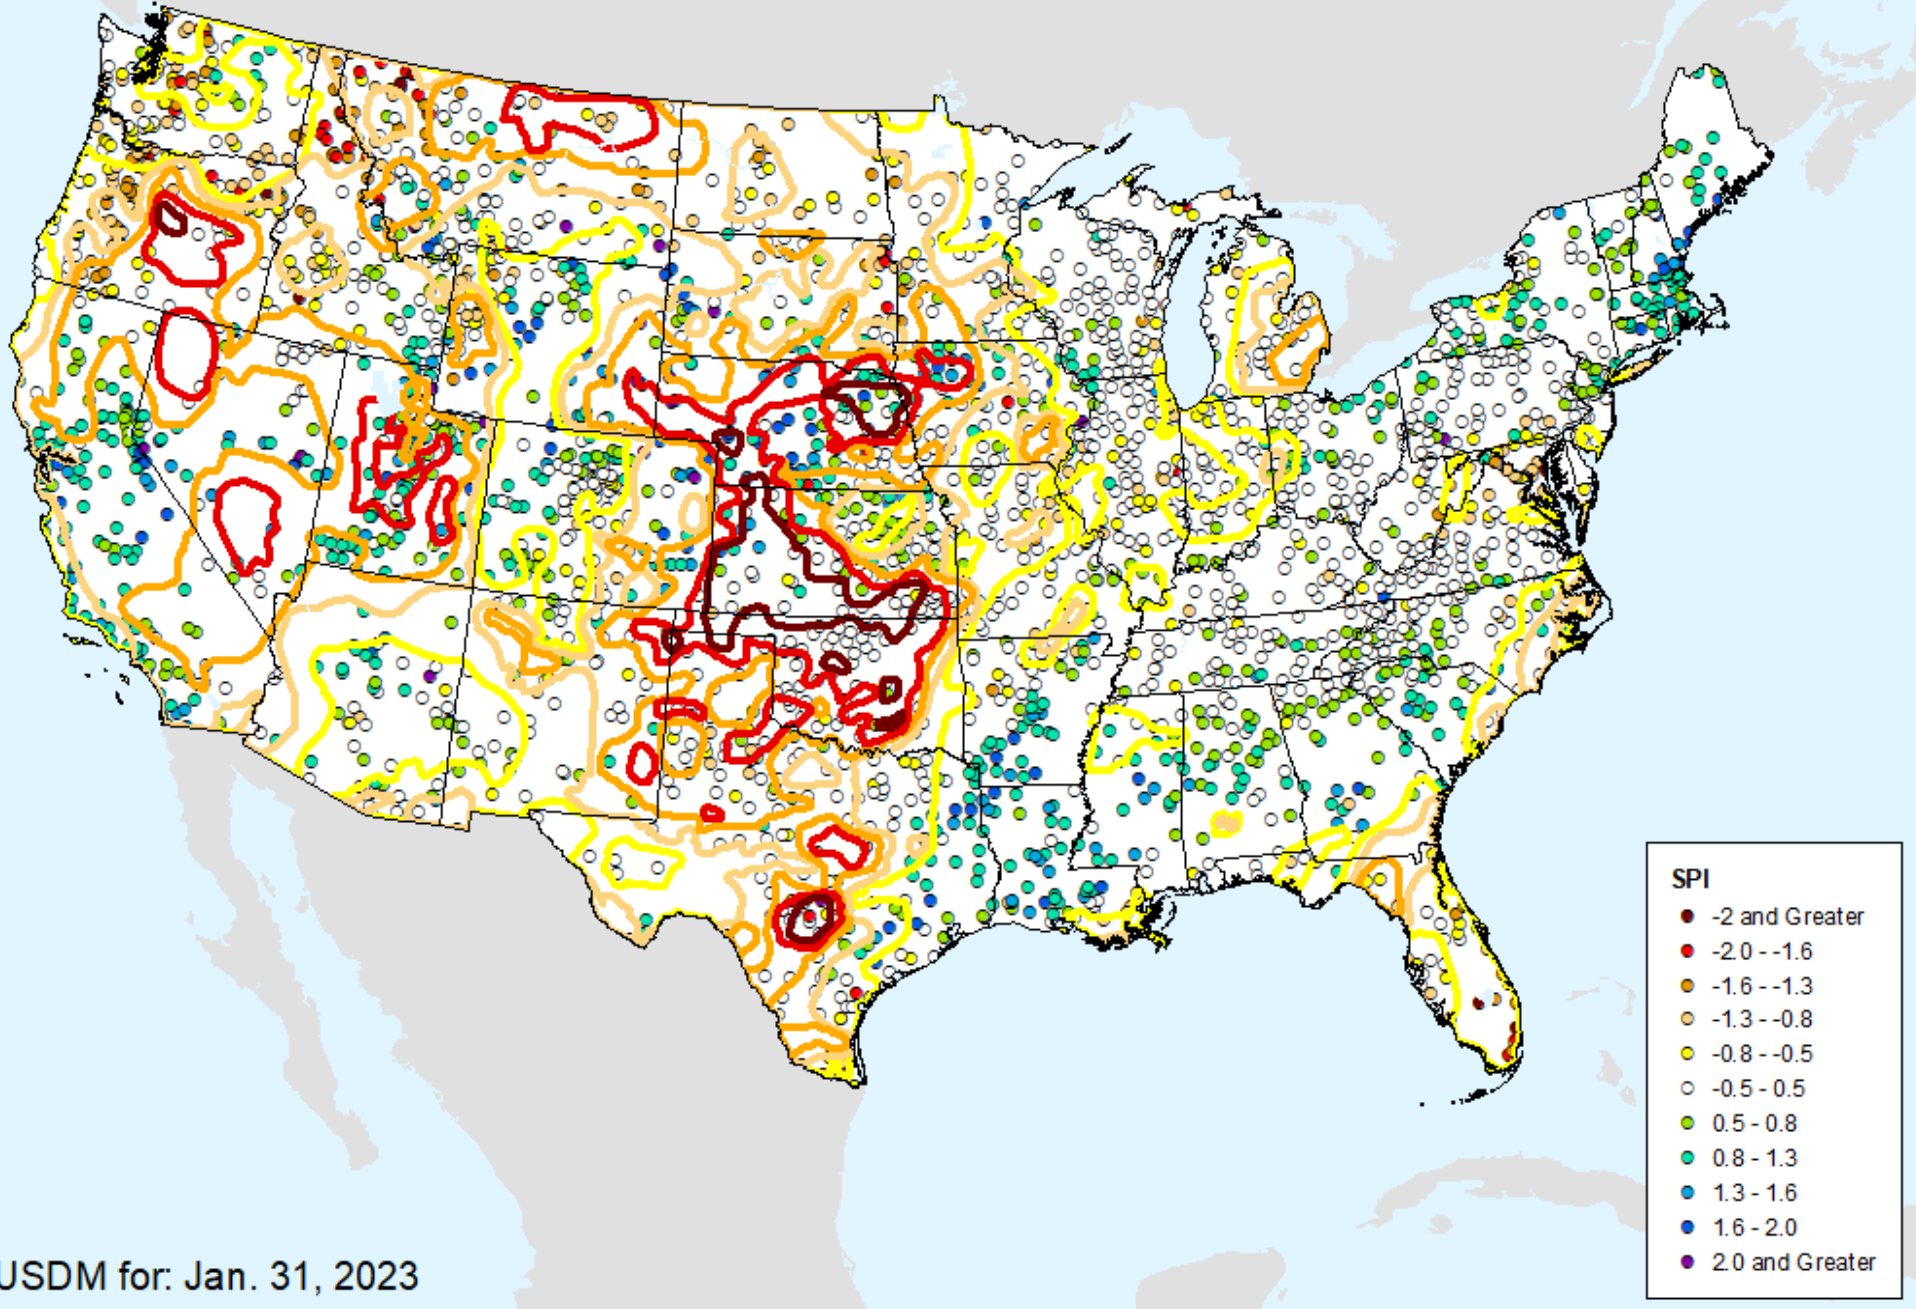 SPI
-2 and Greater
-2.0 - -1.6
-1.6 - -1.3
-1.3 - -0.8
-0.8 - -0.5
-0.5 - 0.5
0.5 - 0.8
0.8 - 1.3
1.3 - 1.6
1.6 - 2.0
2.0 and Greater
USDM for: Jan. 31, 2023